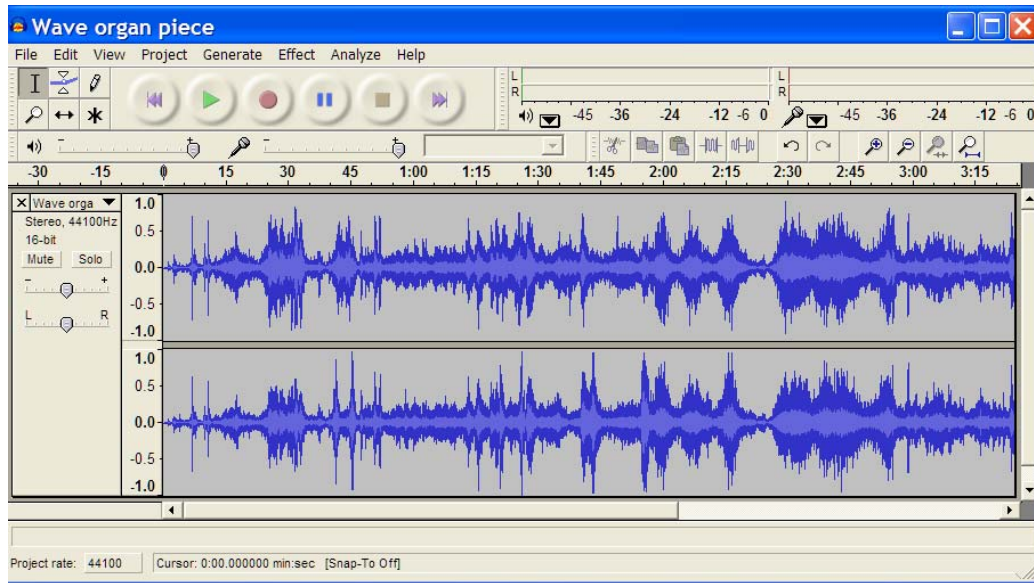 Wave organ piece
File Edit View Project Generate Effect Analyze Help
L
R
-45 -36 -24 -12 -6 0
L
R
-45 -36 -24 -12 -6 0
-30 -15 0 15 30 45 1:00 1:15 1:30 1:45 2:00 2:15 2:30 2:45 3:00 3:15
Wave orga
Stereo, 44100Hz
16-bit
Mute Solo
- +
L R
1.0
0.5
0.0
-0.5
-1.0
1.0
0.5
0.0
-0.5
-1.0
Project rate: 44100 Cursor: 0:00.000000 min:sec [Snap-To Off]